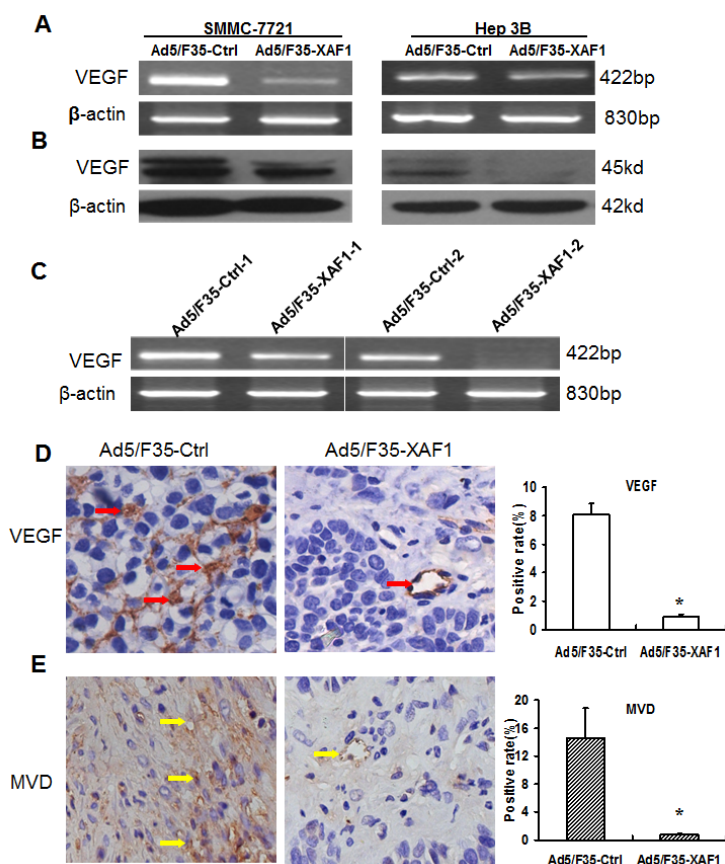 A
SMMC-7721
Hep 3B
Ad5/F35-Ctrl Ad5/F35-XAF1
Ad5/F35-Ctrl Ad5/F35-XAF1
VEGF
422bp
β-actin
830bp
B
VEGF
45kd
β-actin
42kd
C
Ad5/F35-Ctrl-1
Ad5/F35-XAF1-1
Ad5/F35-Ctrl-2
Ad5/F35-XAF1-2
VEGF
422bp
β-actin
830bp
D
Ad5/F35-Ctrl
Ad5/F35-XAF1
VEGF
VEGF
Positive rate(%)
10
8
6
4
2
0
*
Ad5/F35-Ctrl Ad5/F35-XAF1
E
MVD
MVD
Positive rate(%)
20
15
10
5
0
*
Ad5/F35-Ctrl Ad5/F35-XAF1